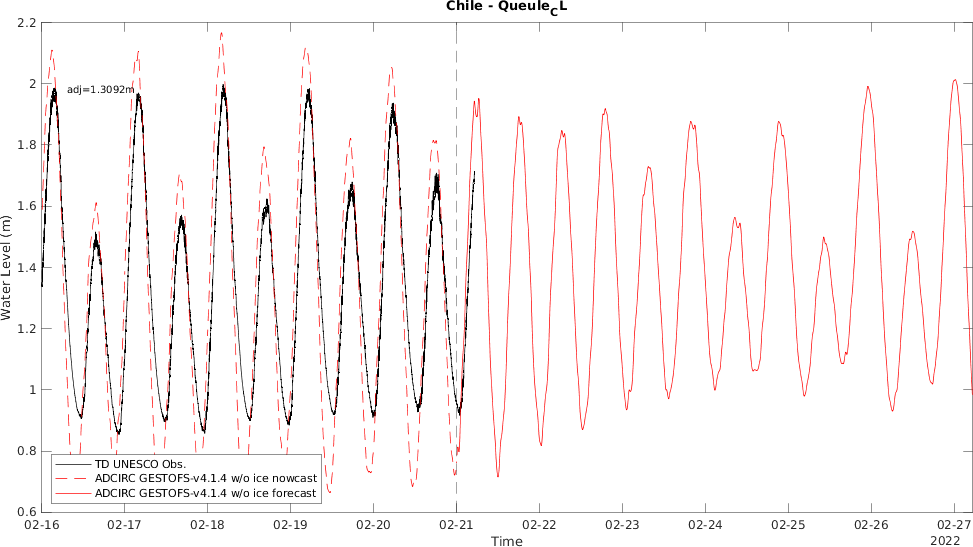 Chile - Queule_CL
2.2
2
1.8
1.6
1.4
1.2
1
0.8
0.6
Water Level (m)
adj=1.3092m
TD UNESCO Obs.
ADCIRC GESTOFS-v4.1.4 w/o ice nowcast
ADCIRC GESTOFS-v4.1.4 w/o ice forecast
02-16 02-17 02-18 02-19 02-20 02-21 02-22 02-23 02-24 02-25 02-26 02-27
Time
2022